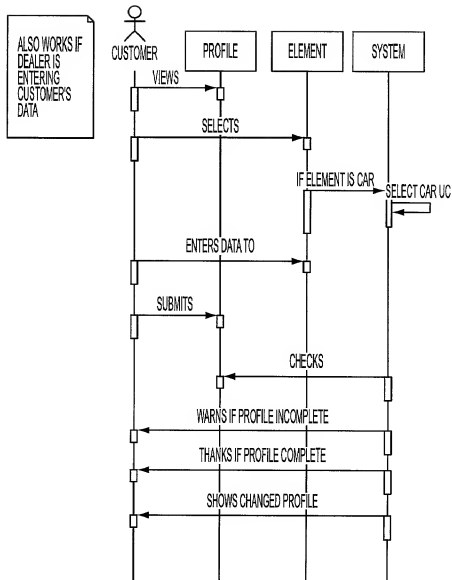 ALSO WORKS IF
DEALER IS
ENTERING
CUSTOMER'S
DATA
CUSTOMER
PROFILE
ELEMENT
SYSTEM
VIEWS
SELECTS
IF ELEMENT IS CAR
SELECT CAR UC
ENTERS DATA TO
SUBMITS
CHECKS
WARNS IF PROFILE INCOMPLETE
THANKS IF PROFILE COMPLETE
SHOWS CHANGED PROFILE